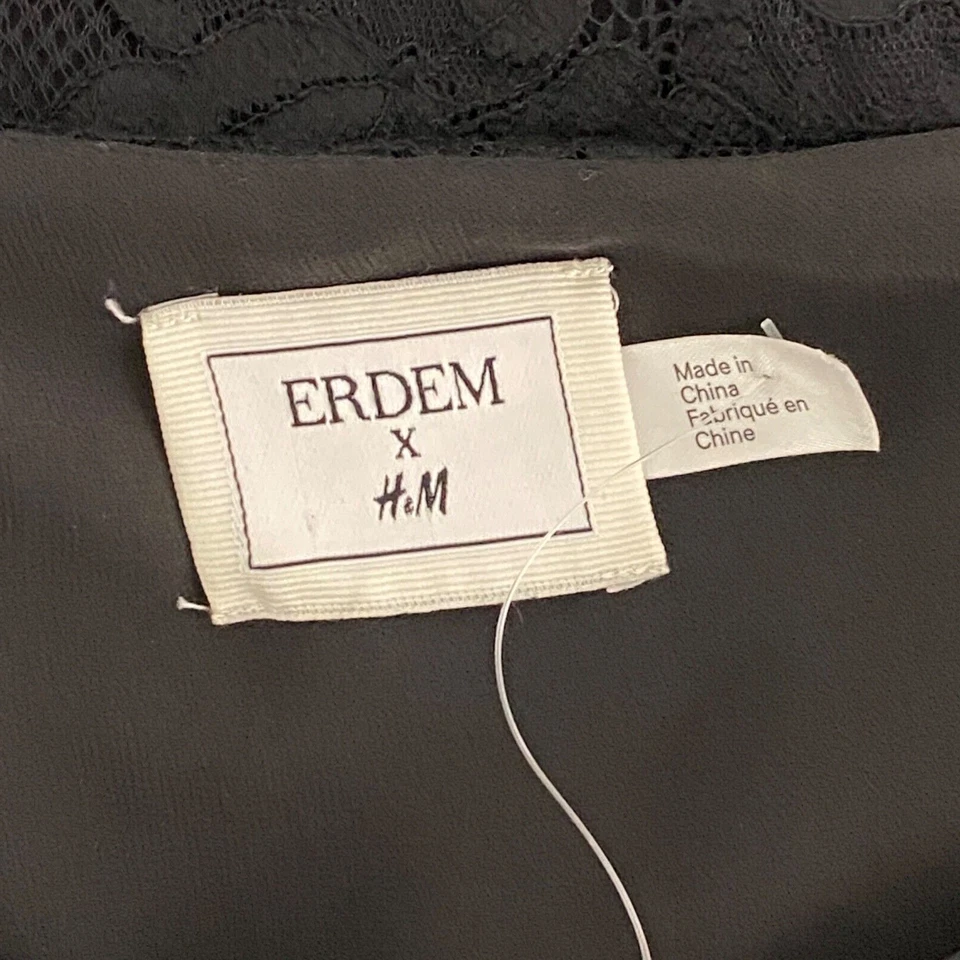 ERDEM
X
H&M
Made in
China
Fabriqué en
Chine